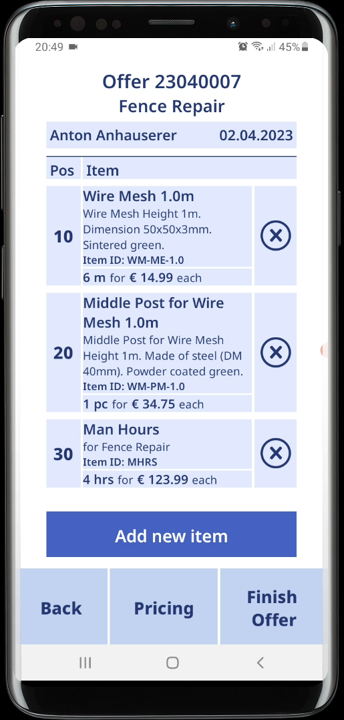 20:49 45%
Offer 23040007
Fence Repair
Anton Anhauserer 02.04.2023
Pos Item
Wire Mesh 1.0m
Wire Mesh Height 1m.
Dimension 50x50x3mm.
10
Sintered green.
Item ID: WM-ME-1.0
6 m for € 14.99 each
Middle Post for Wire
Mesh 1.0m
Middle Post for Wire Mesh
20
Height 1m. Made of steel (DM
40mm). Powder coated green.
Item ID: WM-PM-1.0
1 pc for € 34.75 each
Man Hours
for Fence Repair
30
Item ID: MHRS
4 hrs for € 123.99 each
Add new item
Back
Pricing
Finish
Offer